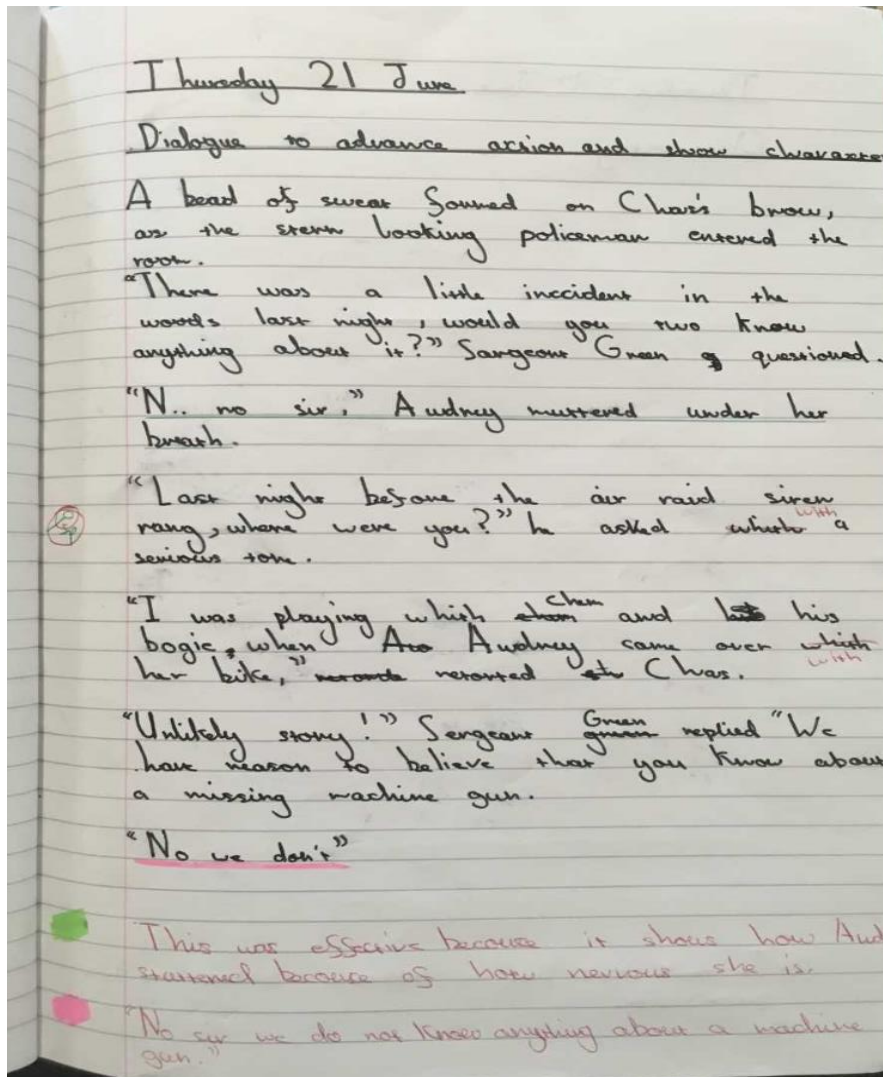 Thursday 21 June
Dialogue to advance action and show character
A bead of sweat formed on Chas's brow,
as the stern looking policeman entered the
room.
"There was a little inccident in the
woods last night, would you two know
anything about it?" Sargeont Green questioned.
"N.. no sir," Audrey muttered under her
breath.
"Last night before the air raid siren
with
rang, where were you?" he asked a
serious tone.
"I was playing which Chem and his
bogie, when Audrey came over which
with
her bike," retorted Chas.
"Unlikely story!" Sergeant Green replied "We
have reason to believe that you know about
a missing machine gun.
"No we don't"
This was effective because it shows how Aud
stuttered because of how nervous she is.
"No sir we do not know anything about a machine
gun."